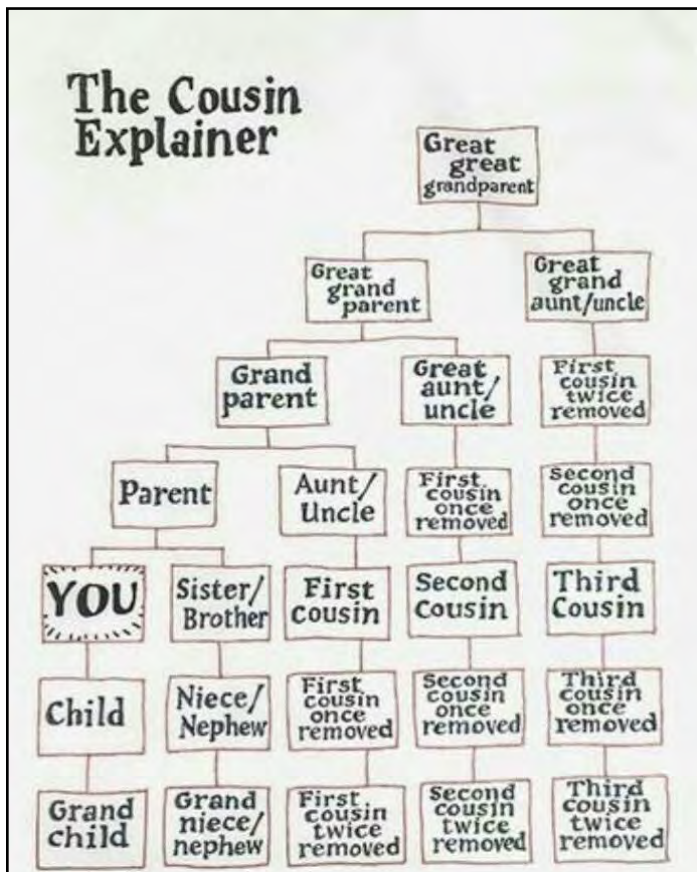 The Cousin
Explainer
Great
great
grandparent
Great
grand
parent
Great
grand
aunt/uncle
Grand
parent
Great
aunt/
uncle
First
cousin
twice
removed
Parent
Aunt/
Uncle
First
cousin
once
removed
Second
cousin
once
removed
YOU
Sister/
Brother
First
Cousin
Second
Cousin
Third
Cousin
Child
Niece/
Nephew
First
cousin
once
removed
Second
cousin
once
removed
Third
cousin
once
removed
Grand
child
Grand
niece/
nephew
First
cousin
twice
removed
Second
cousin
twice
removed
Third
cousin
twice
removed